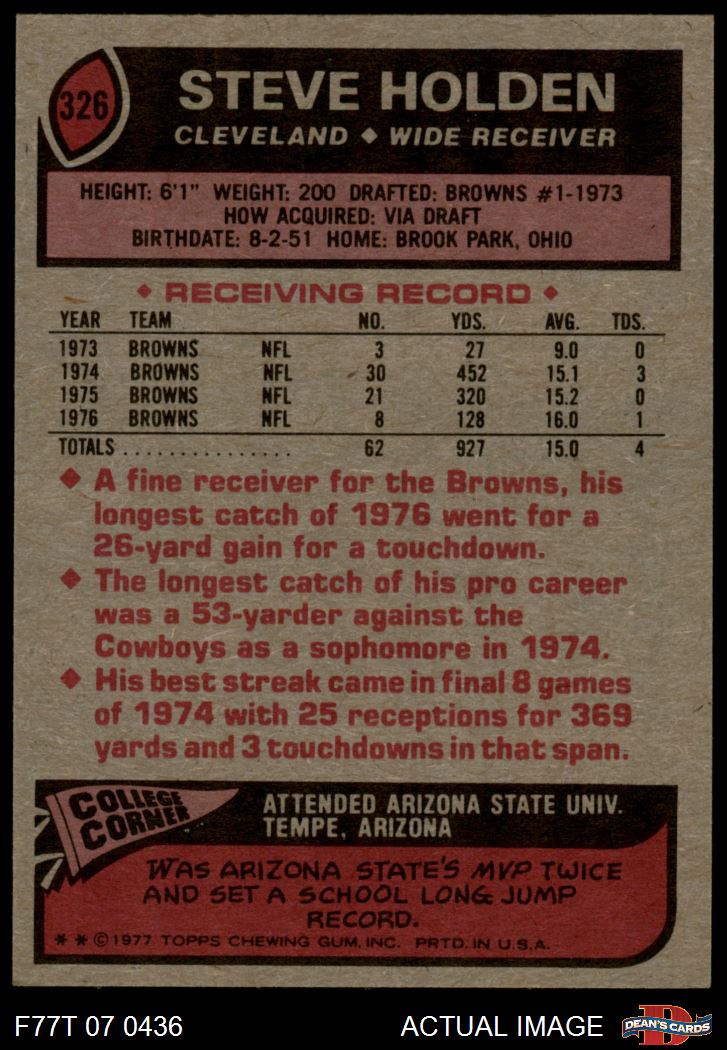 326
STEVE HOLDEN
CLEVELAND ◆ WIDE RECEIVER
HEIGHT: 6'1" WEIGHT: 200 DRAFTED: BROWNS #1-1973
HOW ACQUIRED: VIA DRAFT
BIRTHDATE: 8-2-51 HOME: BROOK PARK, OHIO
◆ RECEIVING RECORD ◆
YEAR TEAM NO. YDS. AVG. TDS.
1973 BROWNS NFL 3 27 9.0 0
1974 BROWNS NFL 30 452 15.1 3
1975 BROWNS NFL 21 320 15.2 0
1976 BROWNS NFL 8 128 16.0 1
TOTALS . . . . . . . . . . . . . . . 62 927 15.0 4
◆ A fine receiver for the Browns, his
longest catch of 1976 went for a
26-yard gain for a touchdown.
◆ The longest catch of his pro career
was a 53-yarder against the
Cowboys as a sophomore in 1974.
◆ His best streak came in final 8 games
of 1974 with 25 receptions for 369
yards and 3 touchdowns in that span.
COLLEGE
CORNER
ATTENDED ARIZONA STATE UNIV.
TEMPE, ARIZONA
WAS ARIZONA STATE'S MVP TWICE
AND SET A SCHOOL LONG JUMP
RECORD.
* * © 1977 TOPPS CHEWING GUM, INC. PRTD. IN U.S.A.
F77T 07 0436
ACTUAL IMAGE
D
DEAN'S CARDS